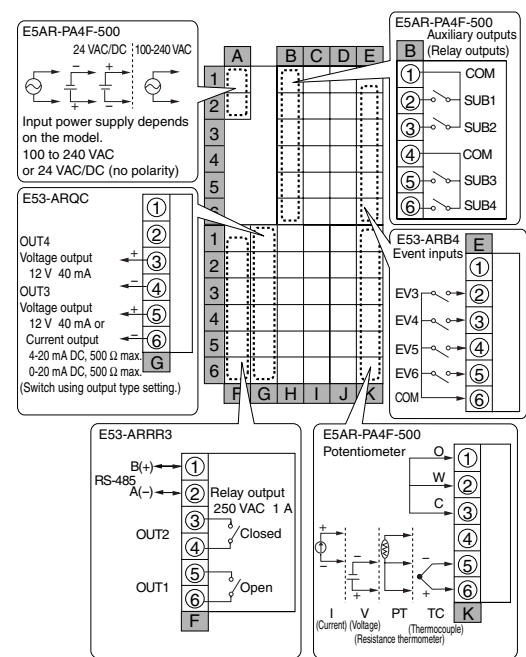 E5AR-PA4F-500
24 VAC/DC 100-240 VAC
− +
+ −
Input power supply depends
on the model.
100 to 240 VAC
or 24 VAC/DC (no polarity)
A B C D E
1
2
3
4
5
6
1
2
3
4
5
6
F G H I J K
E5AR-PA4F-500
Auxiliary outputs
(Relay outputs)
B
1 COM
2 SUB1
3 SUB2
4 COM
5 SUB3
6 SUB4
E53-ARQC
1
2
OUT4
Voltage output
12 V 40 mA
+ 3
− 4
OUT3
Voltage output
12 V 40 mA or
Current output
4-20 mA DC, 500 Ω max.
0-20 mA DC, 500 Ω max.
(Switch using output type setting.)
+ 5
− 6
G
E53-ARB4
Event inputs
E
1
EV3 2
EV4 3
EV5 4
EV6 5
COM 6
E53-ARRR3
RS-485
B(+) 1
A(−) 2
Relay output
250 VAC 1 A
OUT2
3
4
Closed
OUT1
5
6
Open
F
E5AR-PA4F-500
Potentiometer
O 1
W 2
C 3
4
5
6
+ −
− +
− +
I V PT TC
(Current) (Voltage) (Thermocouple)
(Resistance thermometer)
K